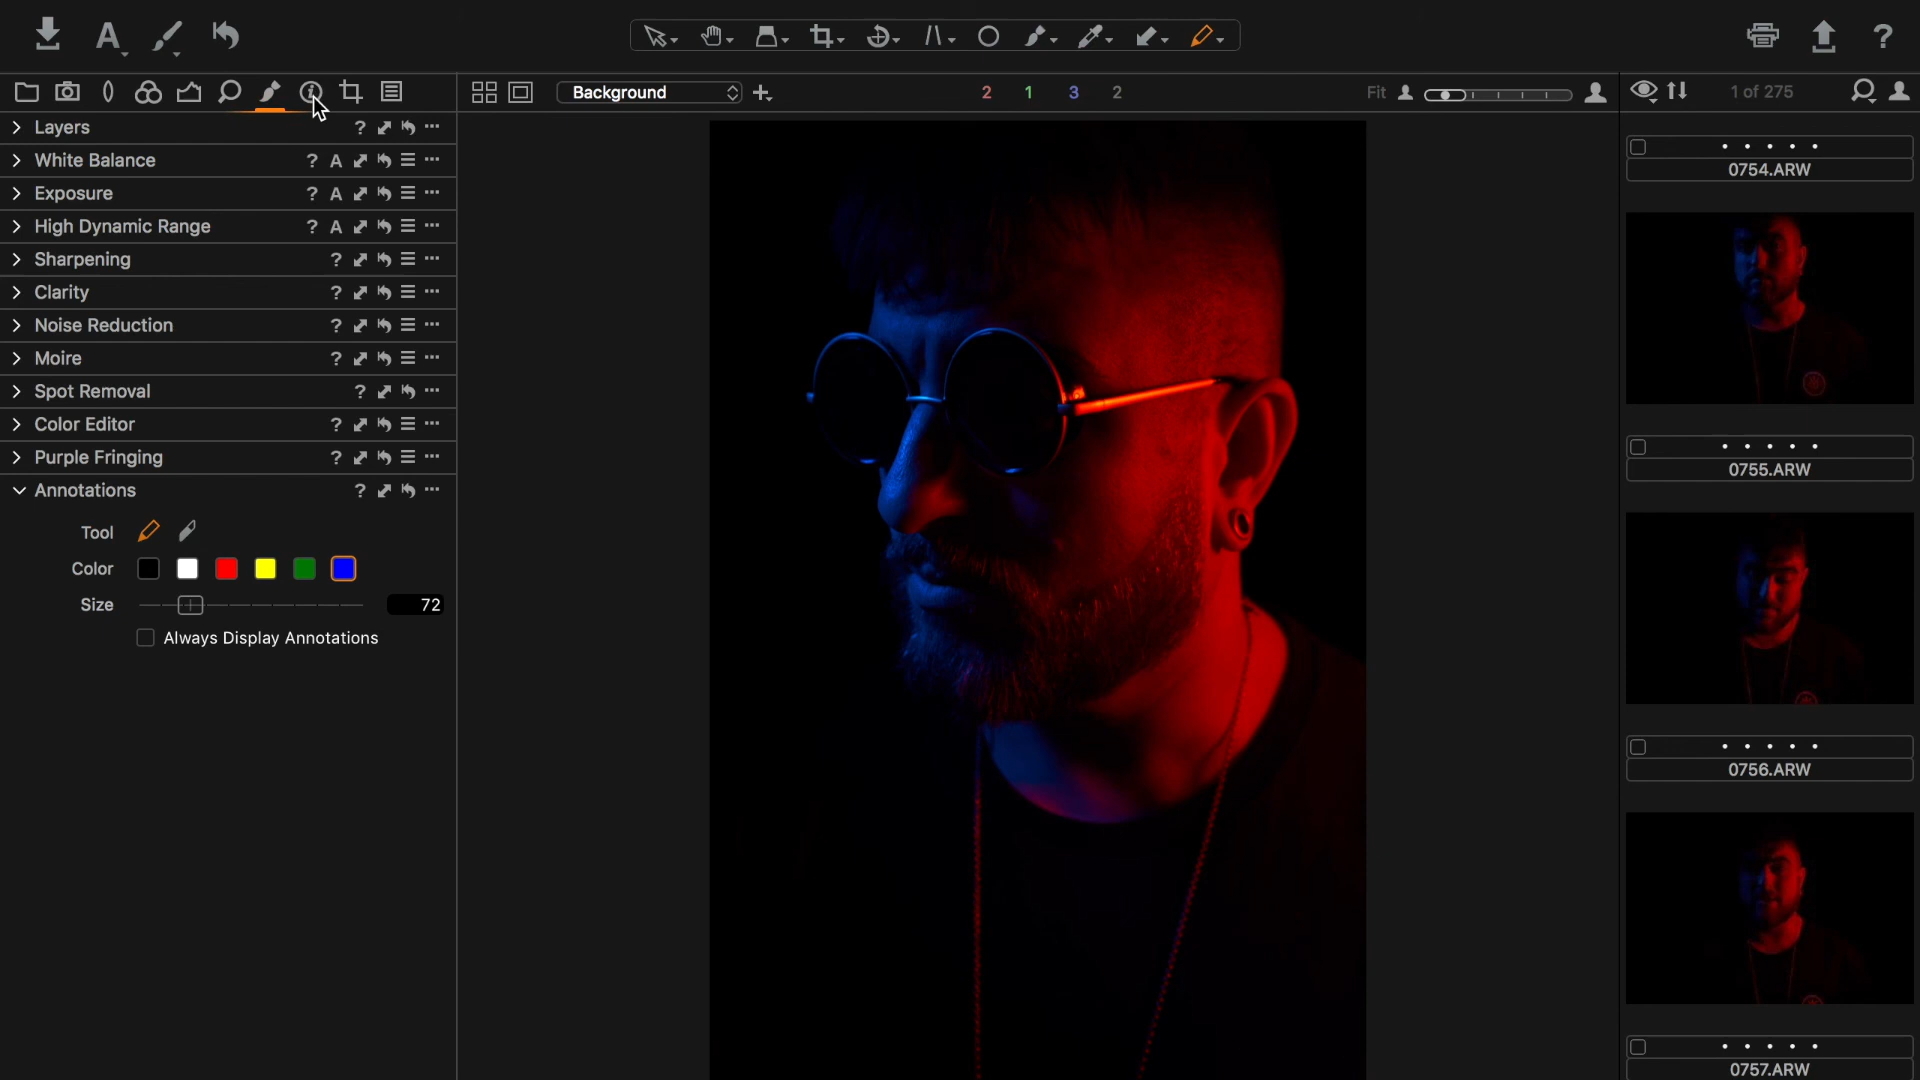 Background
2 1 3 2
Fit
1 of 275
Layers
White Balance
Exposure
High Dynamic Range
Sharpening
Clarity
Noise Reduction
Moire
Spot Removal
Color Editor
Purple Fringing
Annotations
Tool
Color
Size 72
Always Display Annotations
0754.ARW
0755.ARW
0756.ARW
0757.ARW